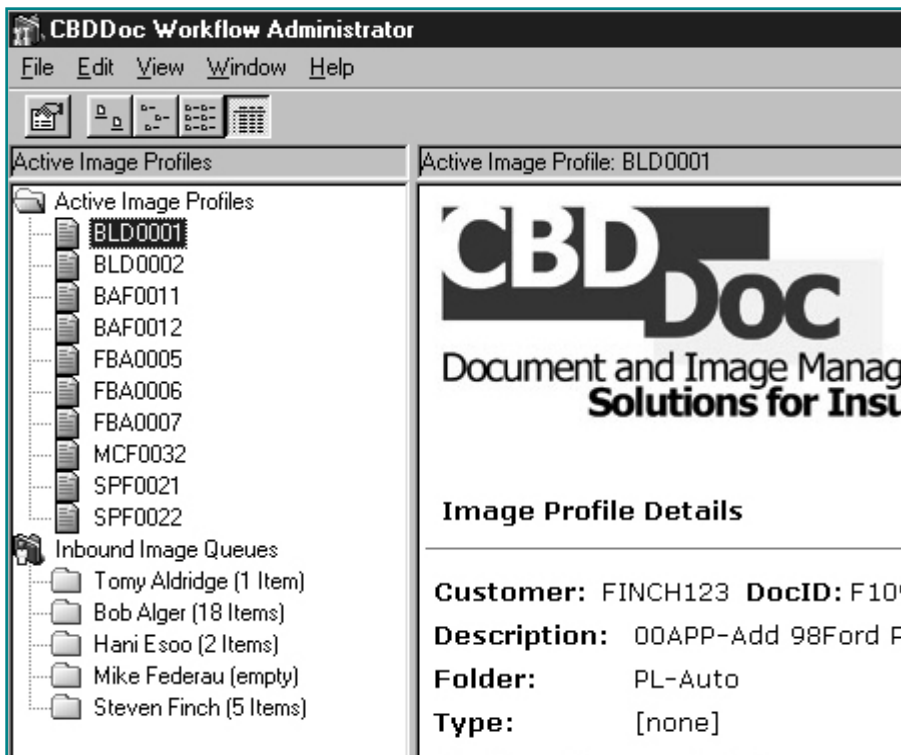 CBDDoc Workflow Administrator
File Edit View Window Help
Active Image Profiles
Active Image Profiles
BLD0001
BLD0002
BAF0011
BAF0012
FBA0005
FBA0006
FBA0007
MCF0032
SPF0021
SPF0022
Inbound Image Queues
Tomy Aldridge (1 Item)
Bob Alger (18 Items)
Hani Esoo (2 Items)
Mike Federau (empty)
Steven Finch (5 Items)
Active Image Profile: BLD0001
CBD
Doc
Document and Image Manag
Solutions for Insu
Image Profile Details
Customer: FINCH123 DocID: F109
Description: 00APP-Add 98Ford P
Folder: PL-Auto
Type: [none]